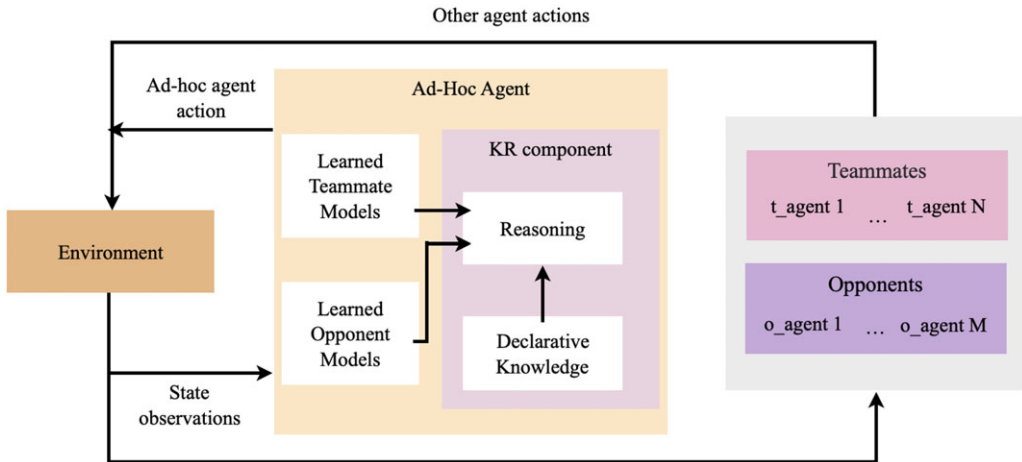 Other agent actions
Ad-hoc agent
action
Ad-Hoc Agent
Learned
Teammate
Models
KR component
Reasoning
Environment
Learned
Opponent
Models
Declarative
Knowledge
State
observations
Teammates
t_agent 1 ... t_agent N
Opponents
o_agent 1 ... o_agent M